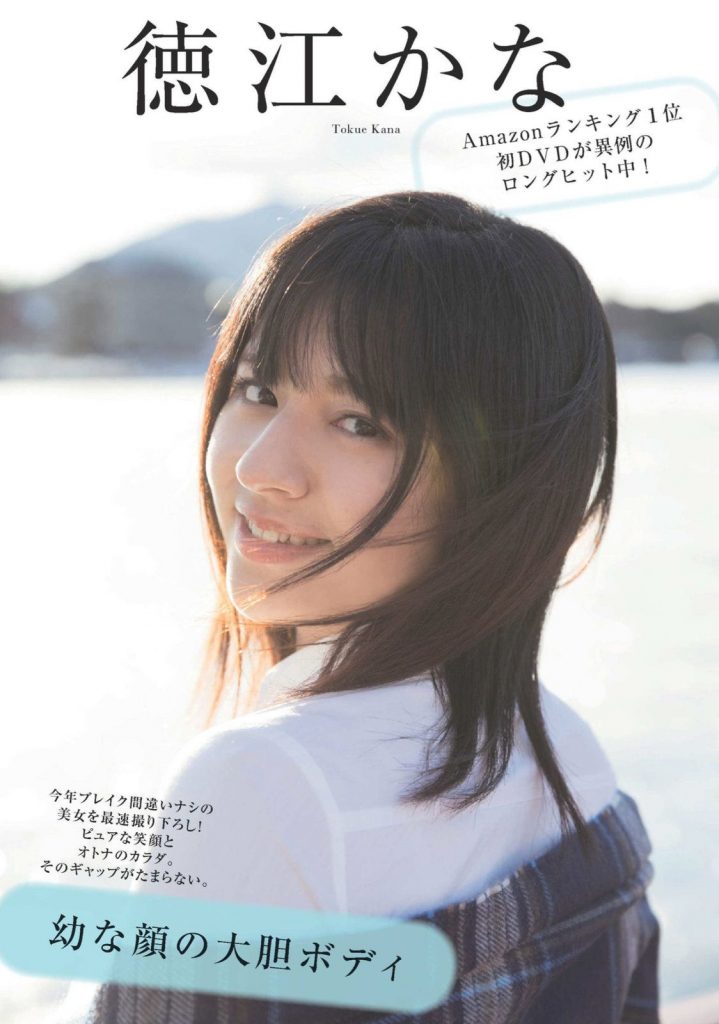 徳江かな
Tokue Kana
Amazonランキング1位
初DVDが異例の
ロングヒット中!
今年ブレイク間違いナシの
美女を最速撮り下ろし!
ピュアな笑顔と
オトナのカラダ。
そのギャップがたまらない。
幼な顔の大胆ボディ